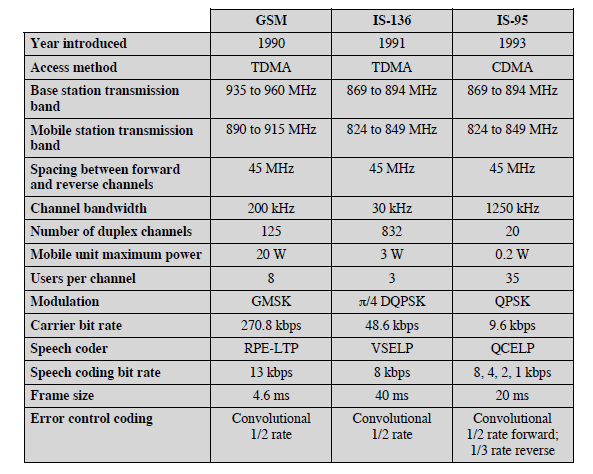 GSM IS-136 IS-95
Year introduced 1990 1991 1993
Access method TDMA TDMA CDMA
Base station transmission 935 to 960 MHz 869 to 894 MHz 869 to 894 MHz
band
Mobile station transmission 890 to 915 MHz 824 to 849 MHz 824 to 849 MHz
band
Spacing between forward 45 MHz 45 MHz 45 MHz
and reverse channels
Channel bandwidth 200 kHz 30 kHz 1250 kHz
Number of duplex channels 125 832 20
Mobile unit maximum power 20 W 3 W 0.2 W
Users per channel 8 3 35
Modulation GMSK π/4 DQPSK QPSK
Carrier bit rate 270.8 kbps 48.6 kbps 9.6 kbps
Speech coder RPE-LTP VSELP QCELP
Speech coding bit rate 13 kbps 8 kbps 8, 4, 2, 1 kbps
Frame size 4.6 ms 40 ms 20 ms
Error control coding Convolutional Convolutional Convolutional
1/2 rate 1/2 rate 1/2 rate forward;
1/3 rate reverse